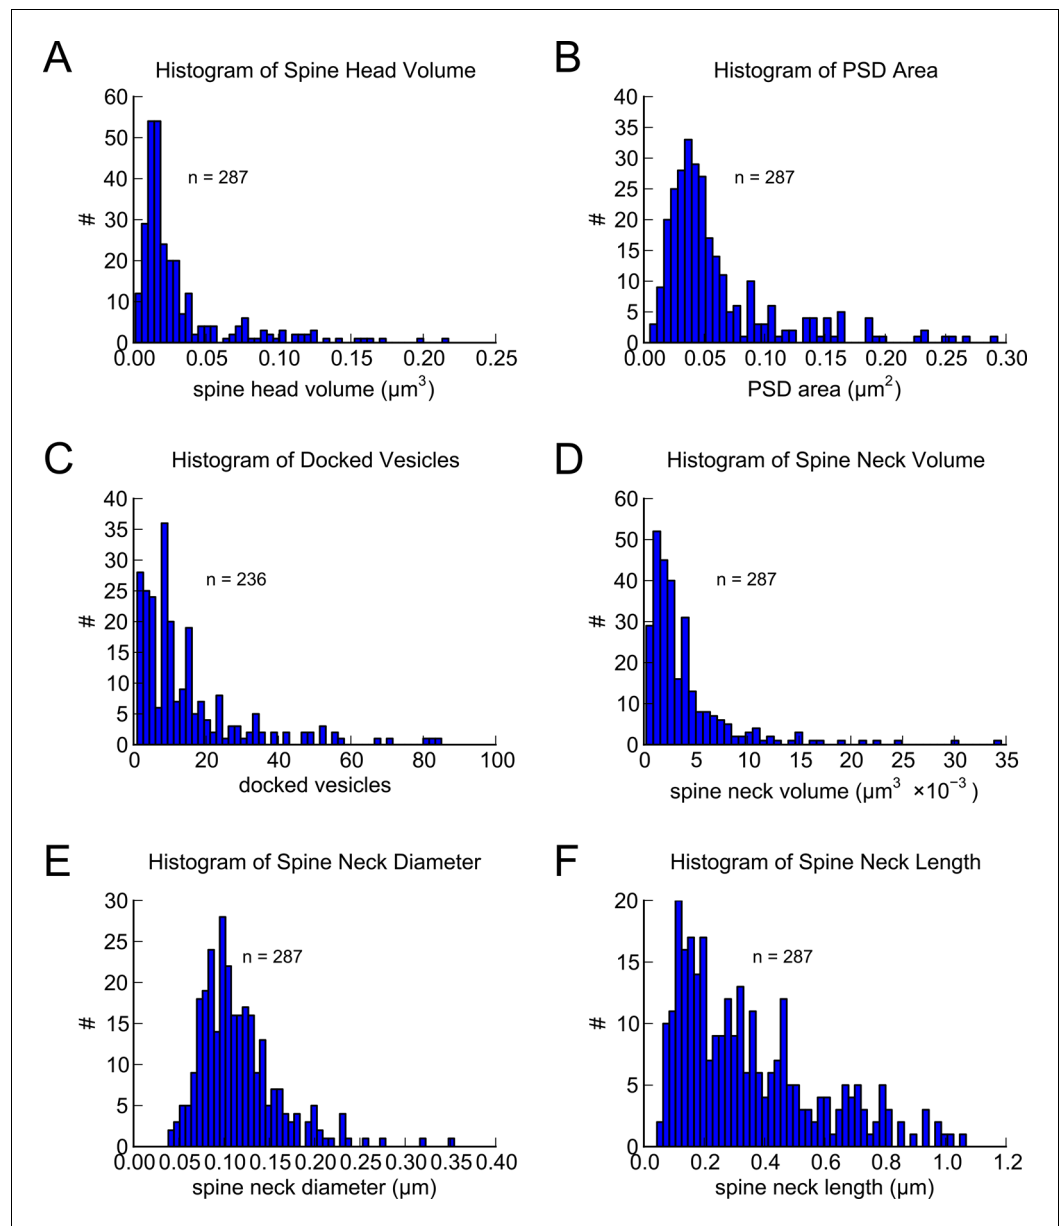 A
Histogram of Spine Head Volume
60
50
40
30
20
10
0
#
n = 287
0.00 0.05 0.10 0.15 0.20 0.25
spine head volume (µm³)
B
Histogram of PSD Area
40
35
30
25
20
15
10
5
0
#
n = 287
0.00 0.05 0.10 0.15 0.20 0.25 0.30
PSD area (µm²)
C
Histogram of Docked Vesicles
40
35
30
25
20
15
10
5
0
#
n = 236
0 20 40 60 80 100
docked vesicles
D
Histogram of Spine Neck Volume
60
50
40
30
20
10
0
#
n = 287
0 5 10 15 20 25 30 35
spine neck volume (µm³ ×10⁻³ )
E
Histogram of Spine Neck Diameter
30
25
20
15
10
5
0
#
n = 287
0.00 0.05 0.10 0.15 0.20 0.25 0.30 0.35 0.40
spine neck diameter (µm)
F
Histogram of Spine Neck Length
20
15
10
5
0
#
n = 287
0.0 0.2 0.4 0.6 0.8 1.0 1.2
spine neck length (µm)